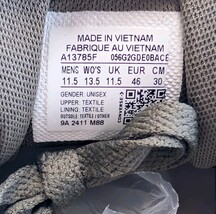 MADE IN VIETNAM
FABRIQUE AU VIETNAM
A13785F 056G2GDE0BACE
MENS WO'S UK EUR CM
11.5 13.5 11.5 46 30
GENDER: UNISEX
UPPER: TEXTILE
LINING: TEXTILE
OUTSOLE: TEXTILE / OTHER
9A 2411 M88